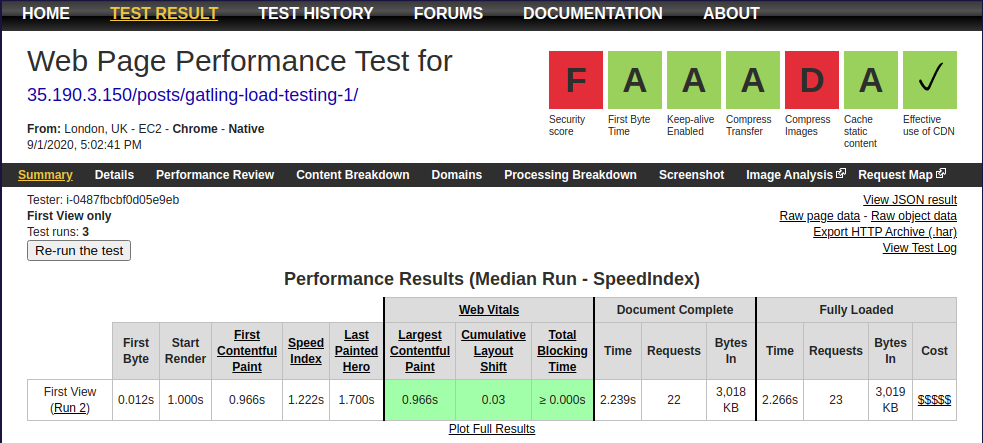 HOME TEST RESULT TEST HISTORY FORUMS DOCUMENTATION ABOUT
Web Page Performance Test for
35.190.3.150/posts/gatling-load-testing-1/
From: London, UK - EC2 - Chrome - Native
9/1/2020, 5:02:41 PM
F A A A D A ✓
Security score
First Byte Time
Keep-alive Enabled
Compress Transfer
Compress Images
Cache static content
Effective use of CDN
Summary Details Performance Review Content Breakdown Domains Processing Breakdown Screenshot Image Analysis Request Map
Tester: i-0487fbcbf0d05e9eb
First View only
Test runs: 3
Re-run the test
View JSON result
Raw page data - Raw object data
Export HTTP Archive (.har)
View Test Log
Performance Results (Median Run - SpeedIndex)
Web Vitals Document Complete Fully Loaded
First Byte
Start Render
First Contentful Paint
Speed Index
Last Painted Hero
Largest Contentful Paint
Cumulative Layout Shift
Total Blocking Time
Time Requests Bytes In
Time Requests Bytes In Cost
First View (Run 2) 0.012s 1.000s 0.966s 1.222s 1.700s 0.966s 0.03 ≥ 0.000s 2.239s 22 3,018 KB 2.266s 23 3,019 KB $$$$$
Plot Full Results